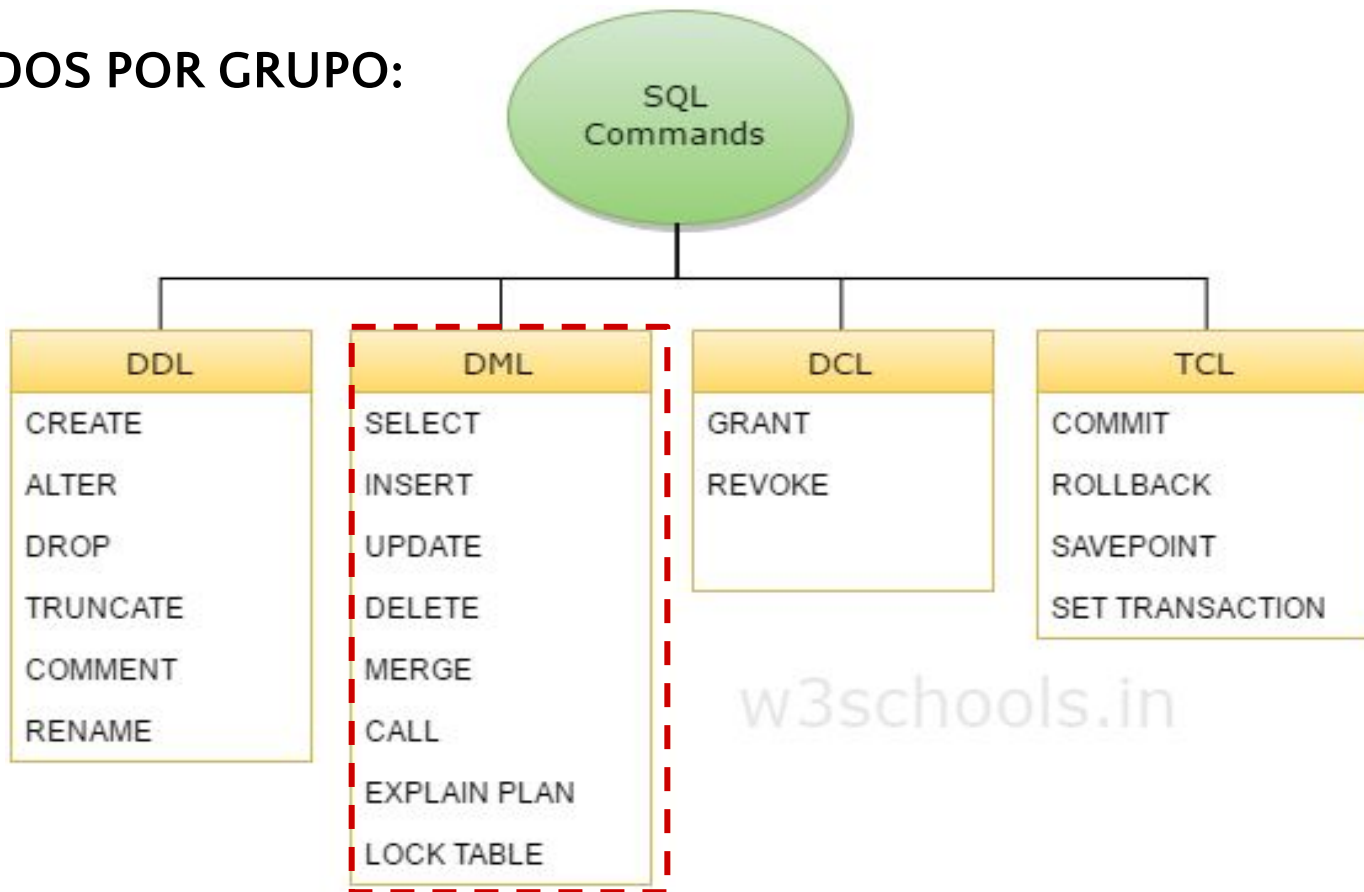 DOS POR GRUPO:
SQL
Commands
DDL
CREATE
ALTER
DROP
TRUNCATE
COMMENT
RENAME
DML
SELECT
INSERT
UPDATE
DELETE
MERGE
CALL
EXPLAIN PLAN
LOCK TABLE
DCL
GRANT
REVOKE
TCL
COMMIT
ROLLBACK
SAVEPOINT
SET TRANSACTION
w3schools.in